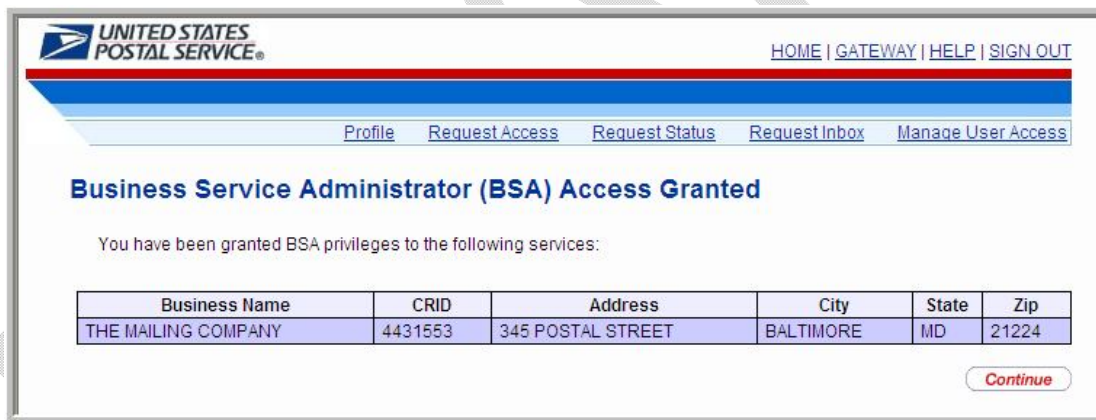 UNITED STATES
POSTAL SERVICE®
HOME | GATEWAY | HELP | SIGN OUT
Profile Request Access Request Status Request Inbox Manage User Access
Business Service Administrator (BSA) Access Granted
You have been granted BSA privileges to the following services:
Business Name CRID Address City State Zip
THE MAILING COMPANY 4431553 345 POSTAL STREET BALTIMORE MD 21224
Continue